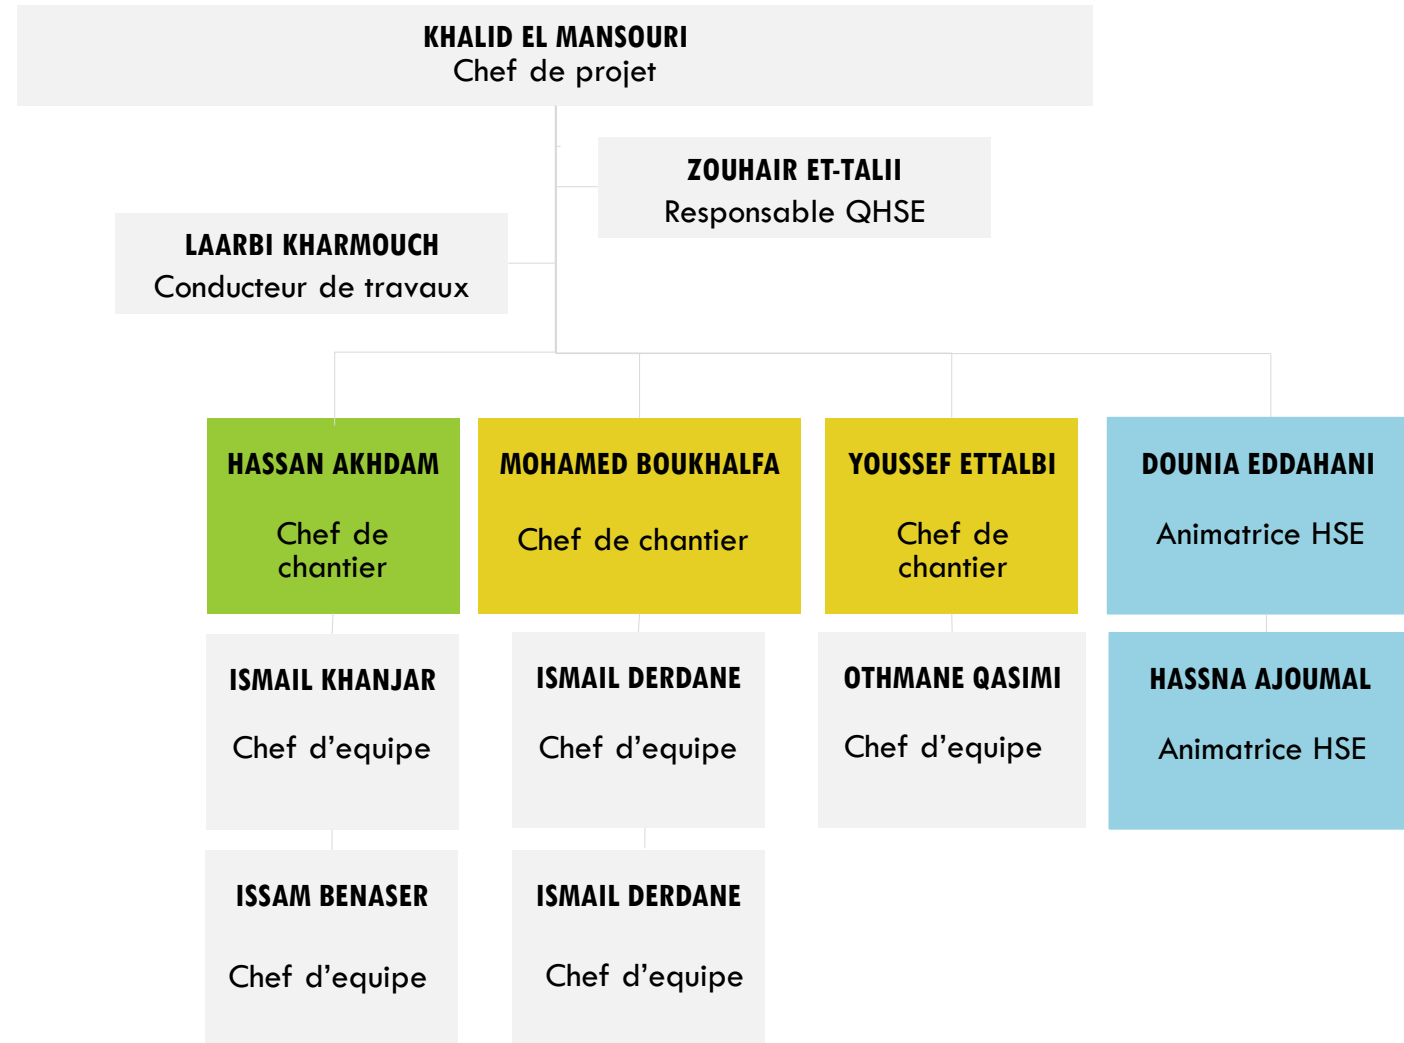 KHALID EL MANSOURI
Chef de projet
ZOUHAIR ET-TALII
Responsable QHSE
LAARBI KHARMOUCH
Conducteur de travaux
HASSAN AKHDAM
Chef de
chantier
MOHAMED BOUKHALFA
Chef de chantier
YOUSSEF ETTALBI
Chef de
chantier
DOUNIA EDDAHANI
Animatrice HSE
ISMAIL KHANJAR
Chef d’equipe
ISMAIL DERDANE
Chef d’equipe
OTHMANE QASIMI
Chef d’equipe
HASSNA AJOUMAL
Animatrice HSE
ISSAM BENASER
Chef d’equipe
ISMAIL DERDANE
Chef d’equipe